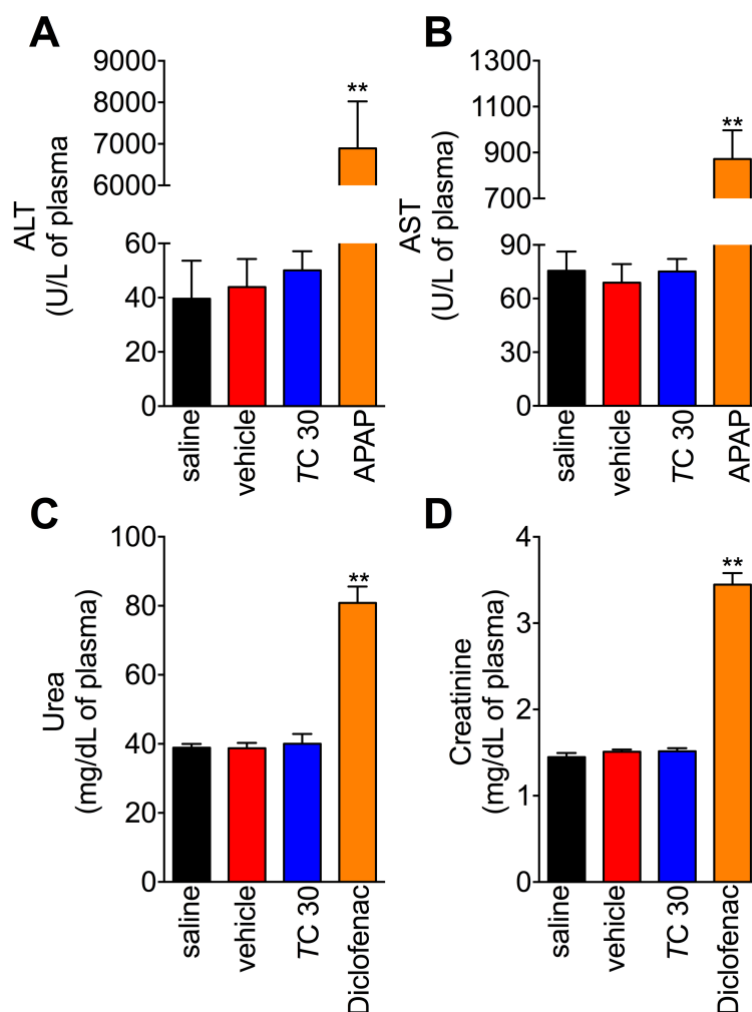 A
ALT
(U/L of plasma)
9000
8000
7000
6000
60
40
20
0
**
saline
vehicle
TC 30
APAP
B
AST
(U/L of plasma)
1300
1100
900
700
90
60
30
0
**
saline
vehicle
TC 30
APAP
C
Urea
(mg/dL of plasma)
100
80
60
40
20
0
**
saline
vehicle
TC 30
Diclofenac
D
Creatinine
(mg/dL of plasma)
4
3
2
1
0
**
saline
vehicle
TC 30
Diclofenac